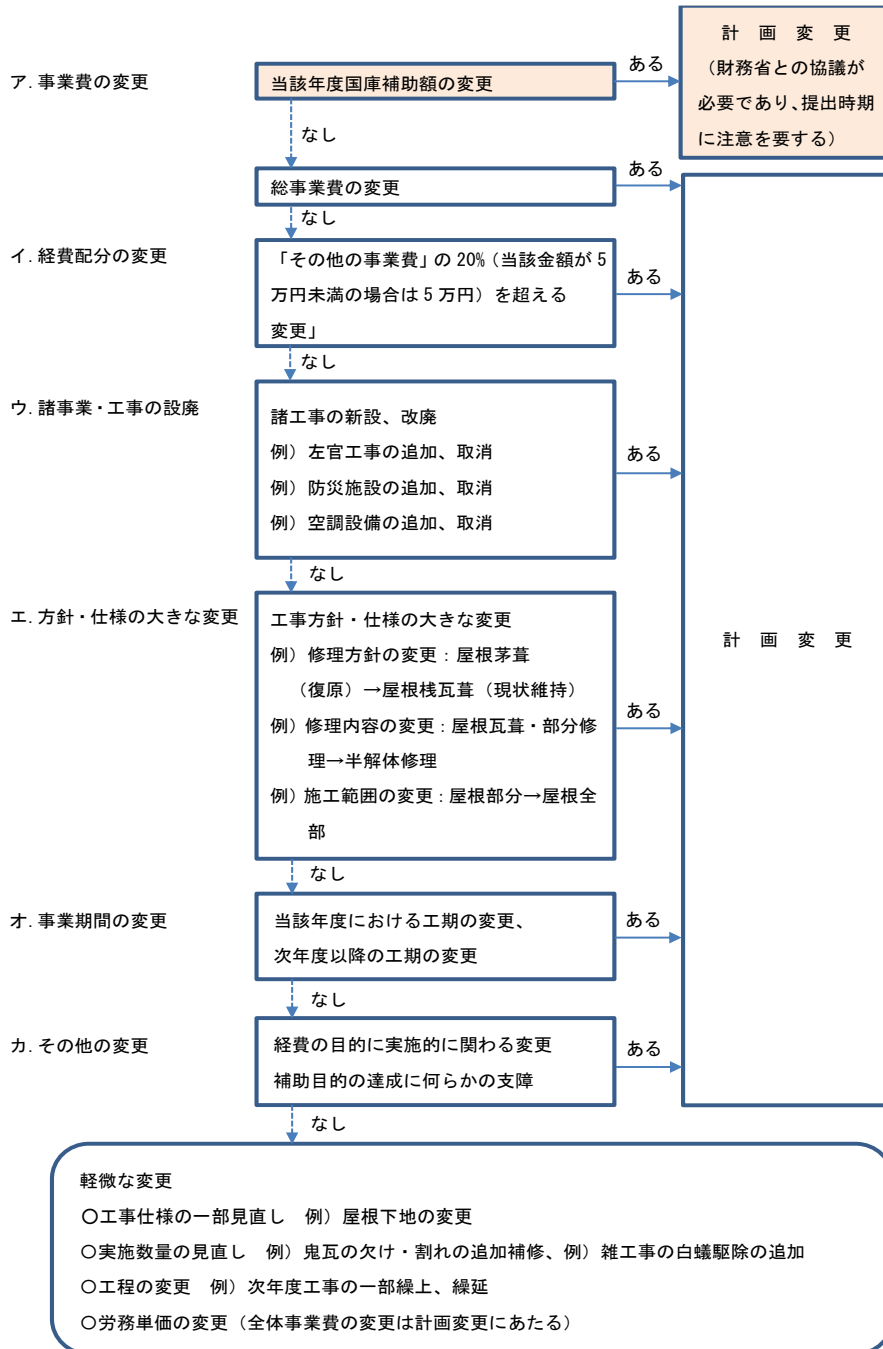 計　画　変　更
（財務省との協議が
必要であり、提出時期
に注意を要する）
ア．事業費の変更
当該年度国庫補助額の変更
ある
なし
総事業費の変更
ある
なし
イ．経費配分の変更
「その他の事業費」の 20%（当該金額が 5
万円未満の場合は 5 万円）を超える
変更」
ある
なし
ウ．諸事業・工事の設廃
諸工事の新設、改廃
例）左官工事の追加、取消
例）防災施設の追加、取消
例）空調設備の追加、取消
ある
なし
エ．方針・仕様の大きな変更
工事方針・仕様の大きな変更
例）修理方針の変更：屋根茅葺
（復原）→屋根桟瓦葺（現状維持）
例）修理内容の変更：屋根瓦葺・部分修
理→半解体修理
例）施工範囲の変更：屋根部分→屋根全
部
ある
計　画　変　更
なし
オ．事業期間の変更
当該年度における工期の変更、
次年度以降の工期の変更
ある
なし
カ．その他の変更
経費の目的に実施的に関わる変更
補助目的の達成に何らかの支障
ある
なし
軽微な変更
〇工事仕様の一部見直し　例）屋根下地の変更
○実施数量の見直し　例）鬼瓦の欠け・割れの追加補修、例）雑工事の白蟻駆除の追加
○工程の変更　例）次年度工事の一部繰上、繰延
○労務単価の変更（全体事業費の変更は計画変更にあたる）